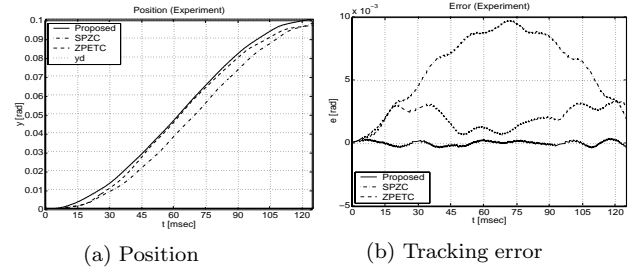 Position (Experiment)
0.1
0.09
0.08
0.07
0.06
0.05
0.04
0.03
0.02
0.01
0
y [rad]
Proposed
SPZC
ZPETC
yd
0 15 30 45 60 75 90 105 120
t [msec]
(a) Position
Error (Experiment)
x 10⁻³
10
5
0
−5
e [rad]
Proposed
SPZC
ZPETC
0 15 30 45 60 75 90 105 120
t [msec]
(b) Tracking error